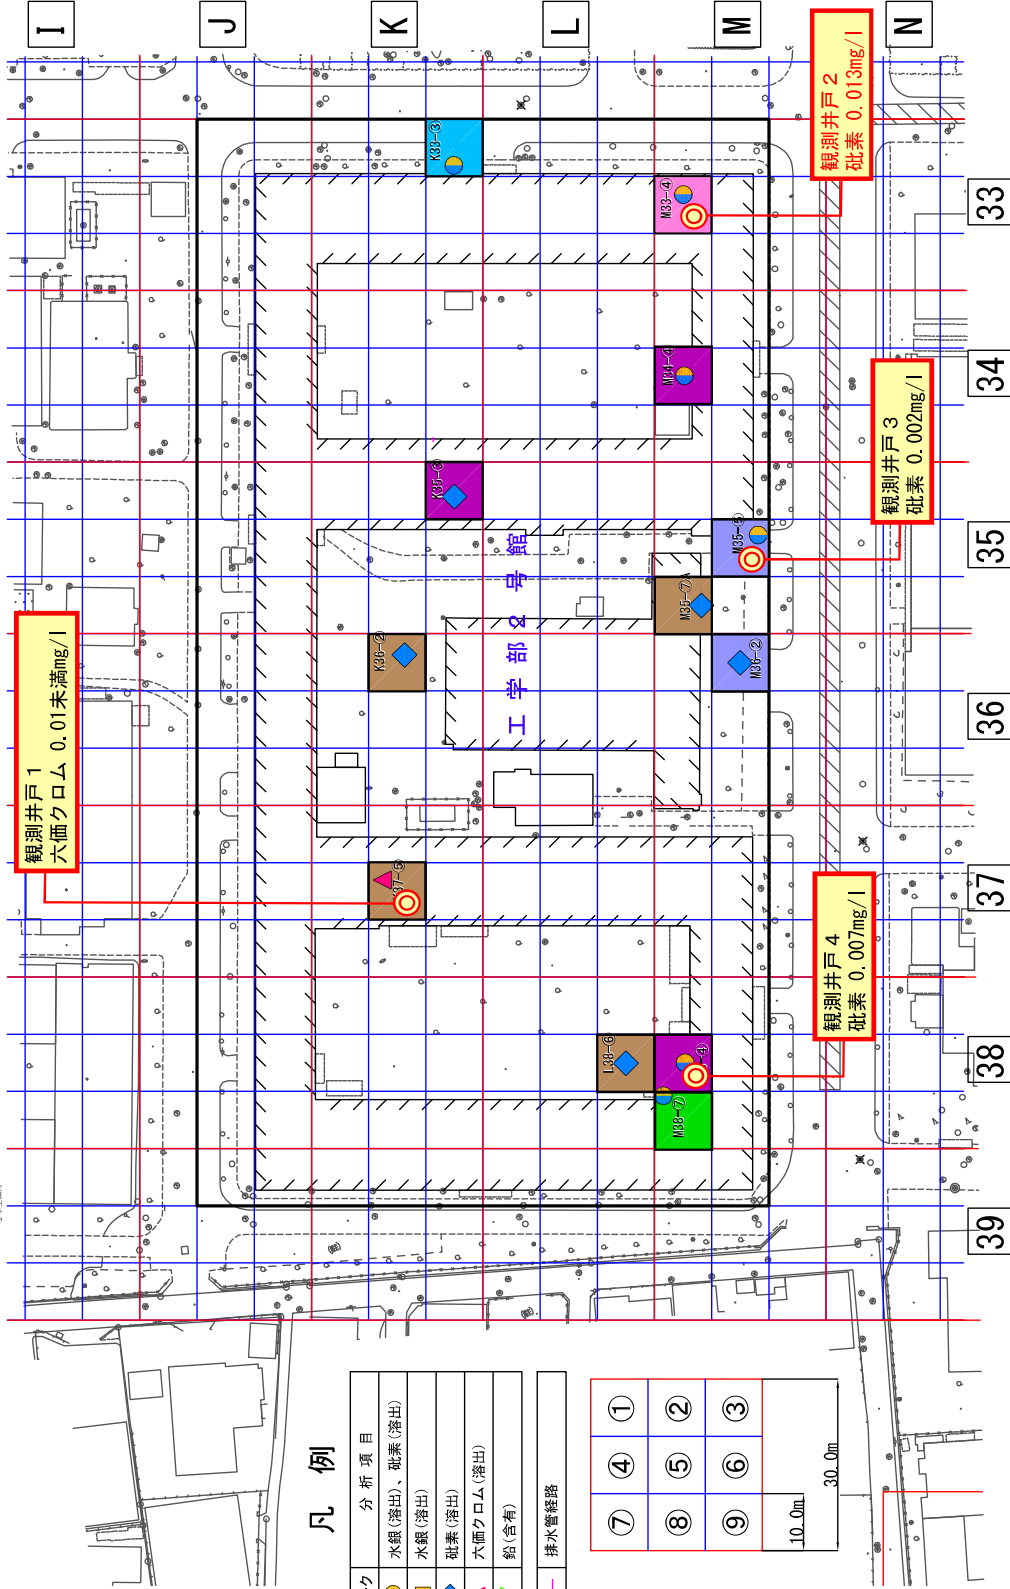 I
J
K
L
M
N
33
34
35
36
37
38
39
観測井戸1
六価クロム 0.01未満mg/l
観測井戸2
砒素 0.013mg/l
観測井戸3
砒素 0.002mg/l
観測井戸4
砒素 0.007mg/l
K33-③
M33-④
M34-④
K35-③
M35-⑤
M35-⑦A
K36-②
M36-②
K37-⑤
L38-⑥
-④
M38-⑦
工学部&号館
凡例
分析項目
水銀(溶出)、砒素(溶出)
水銀(溶出)
砒素(溶出)
六価クロム(溶出)
鉛(含有)
排水管経路
① ② ③
④ ⑤ ⑥
⑦ ⑧ ⑨
10.0m
30.0m